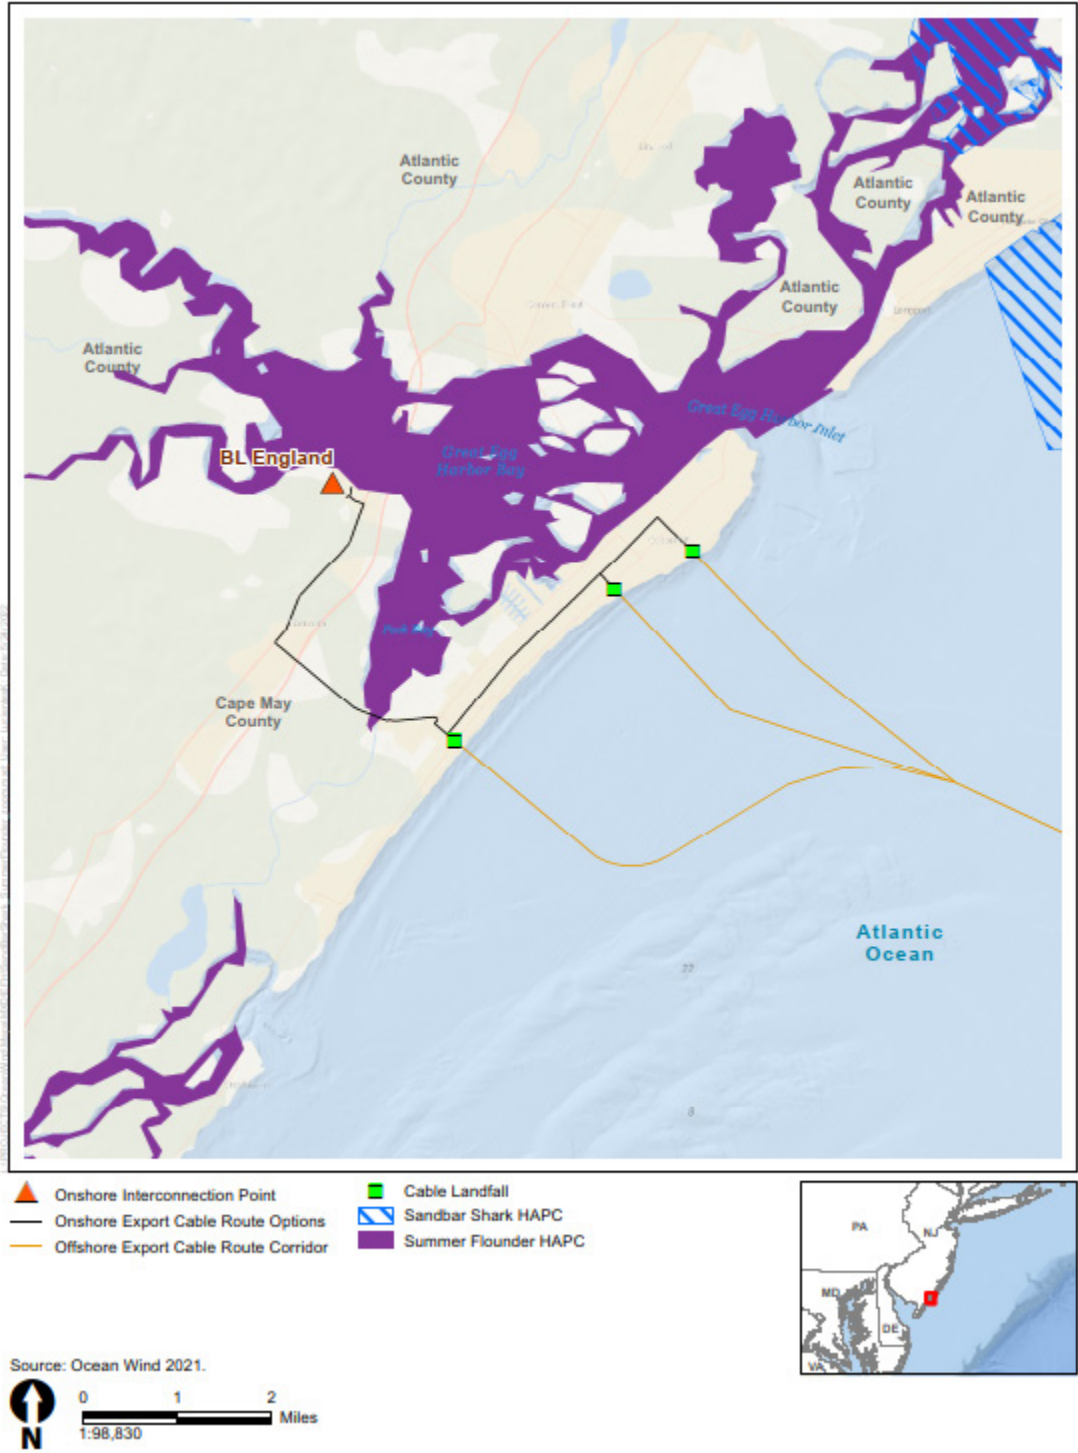 Atlantic
County
Atlantic
County
Atlantic
County
Atlantic
County
Atlantic
County
Great Egg Harbor Inlet
BL England
Great Egg
Harbor Bay
Peck Bay
Cape May
County
Atlantic
Ocean
22
8
Onshore Interconnection Point
Onshore Export Cable Route Options
Offshore Export Cable Route Corridor
Cable Landfall
Sandbar Shark HAPC
Summer Flounder HAPC
PA
NJ
MD
DE
VA
Source: Ocean Wind 2021.
N
0 1 2
Miles
1:98,830